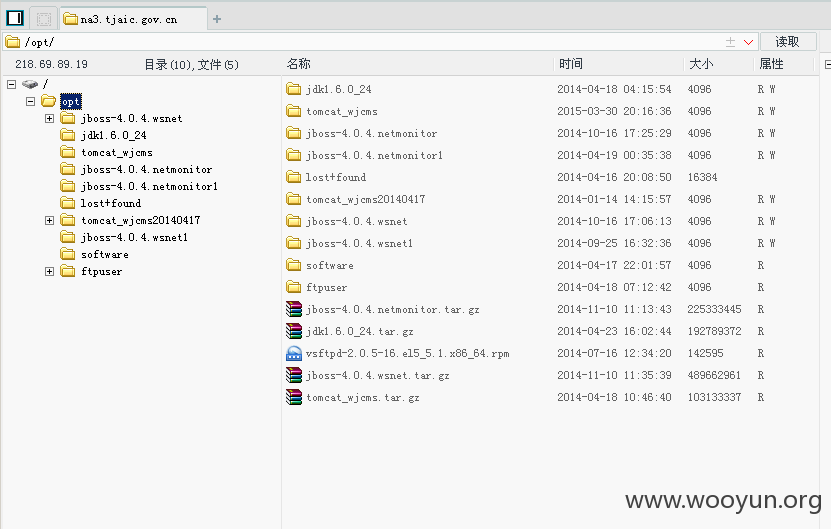 na3.tjaic.gov.cn
/opt/ 读取
218.69.89.19 目录(10),文件(5) 名称 时间 大小 属性
/
opt
jboss-4.0.4.wsnet
jdk1.6.0_24
tomcat_wjcms
jboss-4.0.4.netmonitor
jboss-4.0.4.netmonitor1
lost+found
tomcat_wjcms20140417
jboss-4.0.4.wsnet1
software
ftpuser
jdk1.6.0_24 2014-04-18 04:15:54 4096 R W
tomcat_wjcms 2015-03-30 20:16:36 4096 R W
jboss-4.0.4.netmonitor 2014-10-16 17:25:29 4096 R W
jboss-4.0.4.netmonitor1 2014-04-19 00:35:38 4096 R W
lost+found 2014-04-16 20:08:50 16384
tomcat_wjcms20140417 2014-01-14 14:15:57 4096 R W
jboss-4.0.4.wsnet 2014-10-16 17:06:13 4096 R W
jboss-4.0.4.wsnet1 2014-09-25 16:32:36 4096 R W
software 2014-04-17 22:01:57 4096 R
ftpuser 2014-04-18 07:12:42 4096 R
jboss-4.0.4.netmonitor.tar.gz 2014-11-10 11:13:43 225333445 R
jdk1.6.0_24.tar.gz 2014-04-23 16:02:44 192789372 R
vsftpd-2.0.5-16.el5_5.1.x86_64.rpm 2014-07-16 12:34:20 142595 R
jboss-4.0.4.wsnet.tar.gz 2014-11-10 11:35:39 489662961 R
tomcat_wjcms.tar.gz 2014-04-18 10:46:40 103133337 R
www.wooyun.org